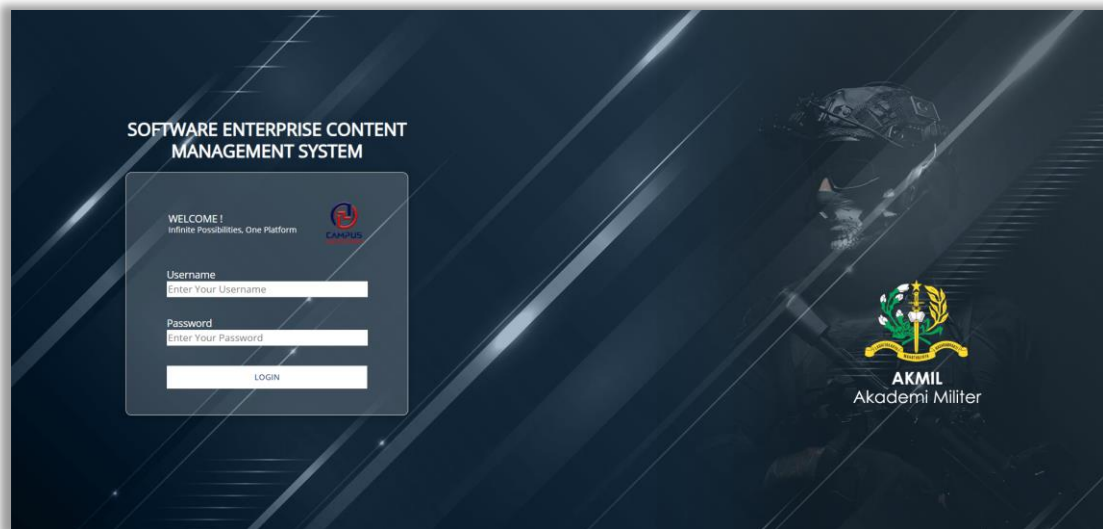 SOFTWARE ENTERPRISE CONTENT
MANAGEMENT SYSTEM
WELCOME !
Infinite Possibilities, One Platform
CAMPUS
Username
Enter Your Username
Password
Enter Your Password
LOGIN
AKMIL
Akademi Militer